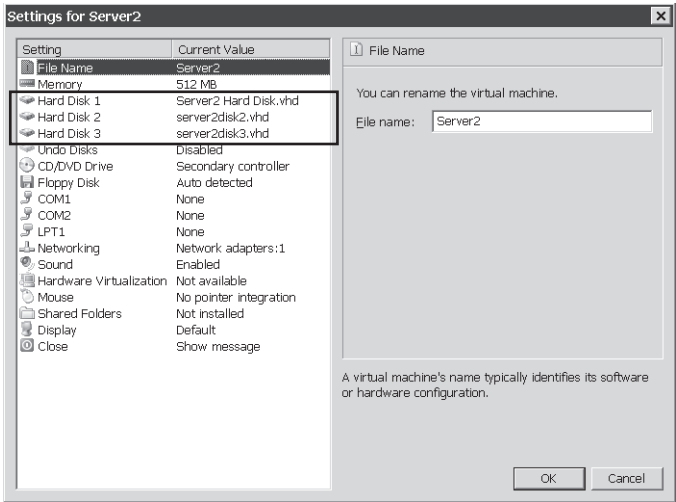 Settings for Server2
Setting Current Value
File Name Server2
Memory 512 MB
Hard Disk 1 Server2 Hard Disk.vhd
Hard Disk 2 server2disk2.vhd
Hard Disk 3 server2disk3.vhd
Undo Disks Disabled
CD/DVD Drive Secondary controller
Floppy Disk Auto detected
COM1 None
COM2 None
LPT1 None
Networking Network adapters:1
Sound Enabled
Hardware Virtualization Not available
Mouse No pointer integration
Shared Folders Not installed
Display Default
Close Show message
File Name
You can rename the virtual machine.
File name: Server2
A virtual machine's name typically identifies its software
or hardware configuration.
OK Cancel